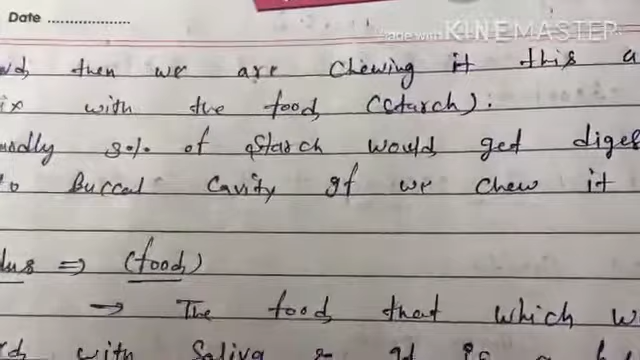 Date
Made with KINEMASTER
then we are chewing it this a
with the food (starch).
30% of starch would get diges
Buccal cavity If we chew it
=> (food)
→ The food that which w
with Saliva